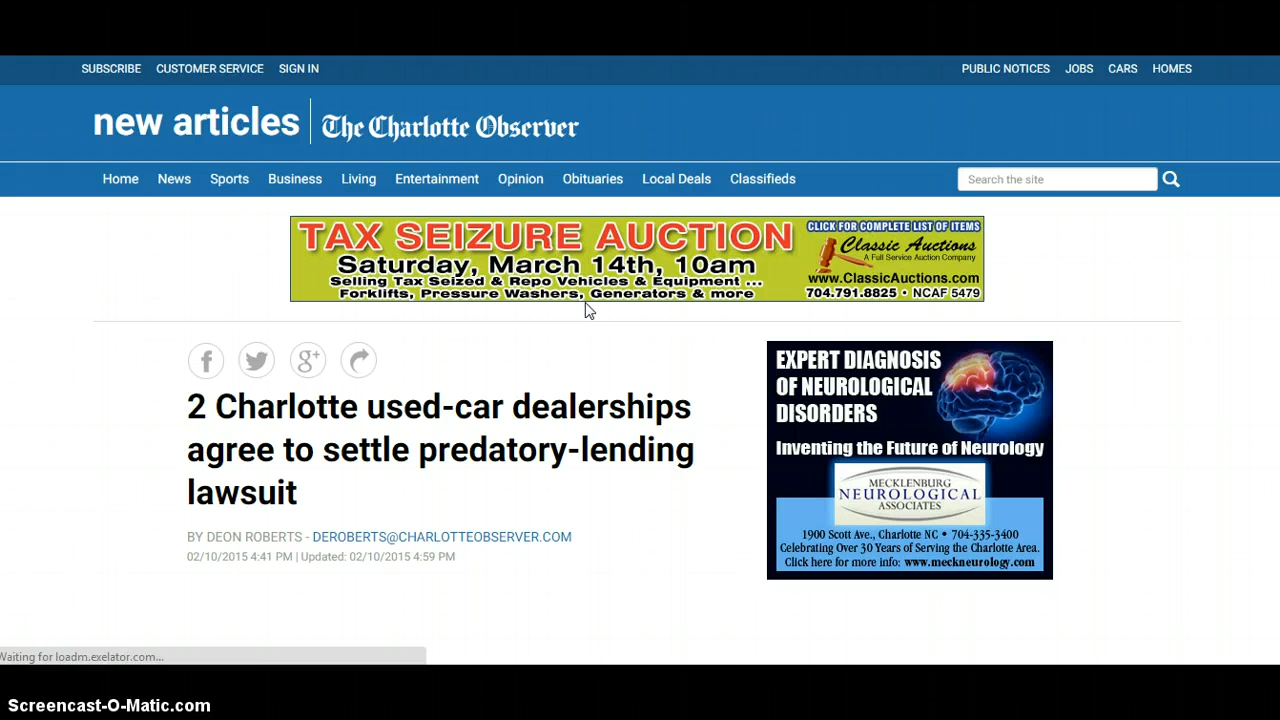 SUBSCRIBE CUSTOMER SERVICE SIGN IN PUBLIC NOTICES JOBS CARS HOMES
new articles The Charlotte Observer
Home News Sports Business Living Entertainment Opinion Obituaries Local Deals Classifieds Search the site
TAX SEIZURE AUCTION
Saturday, March 14th, 10am
Selling Tax Seized & Repo Vehicles & Equipment ...
Forklifts, Pressure Washers, Generators & more
CLICK FOR COMPLETE LIST OF ITEMS
Classic Auctions
A Full Service Auction Company
www.ClassicAuctions.com
704.791.8825 • NCAF 5479
f g+
2 Charlotte used-car dealerships
agree to settle predatory-lending
lawsuit
BY DEON ROBERTS - DEROBERTS@CHARLOTTEOBSERVER.COM
02/10/2015 4:41 PM | Updated: 02/10/2015 4:59 PM
EXPERT DIAGNOSIS
OF NEUROLOGICAL
DISORDERS
Inventing the Future of Neurology
MECKLENBURG
NEUROLOGICAL
ASSOCIATES
1900 Scott Ave., Charlotte NC • 704-335-3400
Celebrating Over 30 Years of Serving the Charlotte Area.
Click here for more info: www.meckneurology.com
Waiting for loadm.exelator.com...
Screencast-O-Matic.com